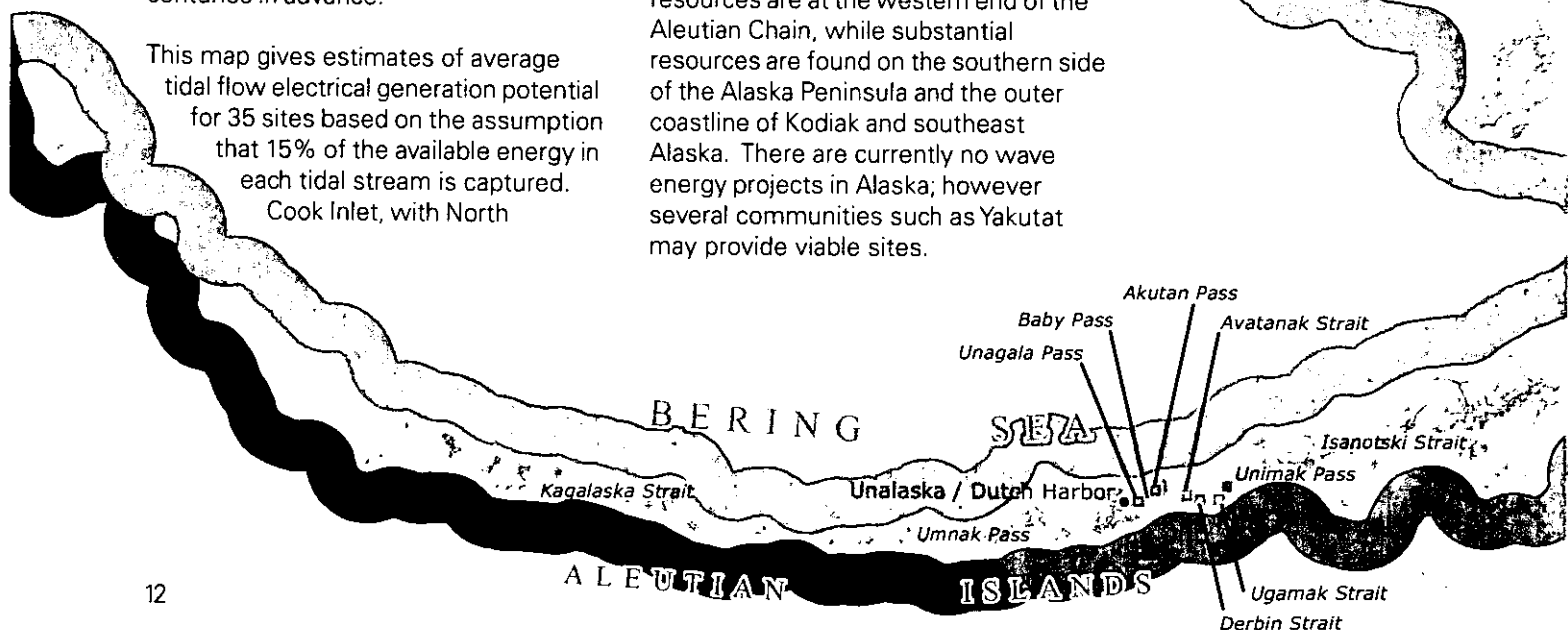 This map gives estimates of average
tidal flow electrical generation potential
for 35 sites based on the assumption
that 15% of the available energy in
each tidal stream is captured.
Cook Inlet, with North
resources are at the western end of the
Aleutian Chain, while substantial
resources are found on the southern side
of the Alaska Peninsula and the outer
coastline of Kodiak and southeast
Alaska. There are currently no wave
energy projects in Alaska; however
several communities such as Yakutat
may provide viable sites.
Akutan Pass
Baby Pass
Avatanak Strait
Unagala Pass
BERING SEA
Isanotski Strait
Unimak Pass
Kagalaska Strait
Unalaska / Dutch Harbor
Umnak Pass
ALEUTIAN ISLANDS
Ugamak Strait
Derbin Strait
12